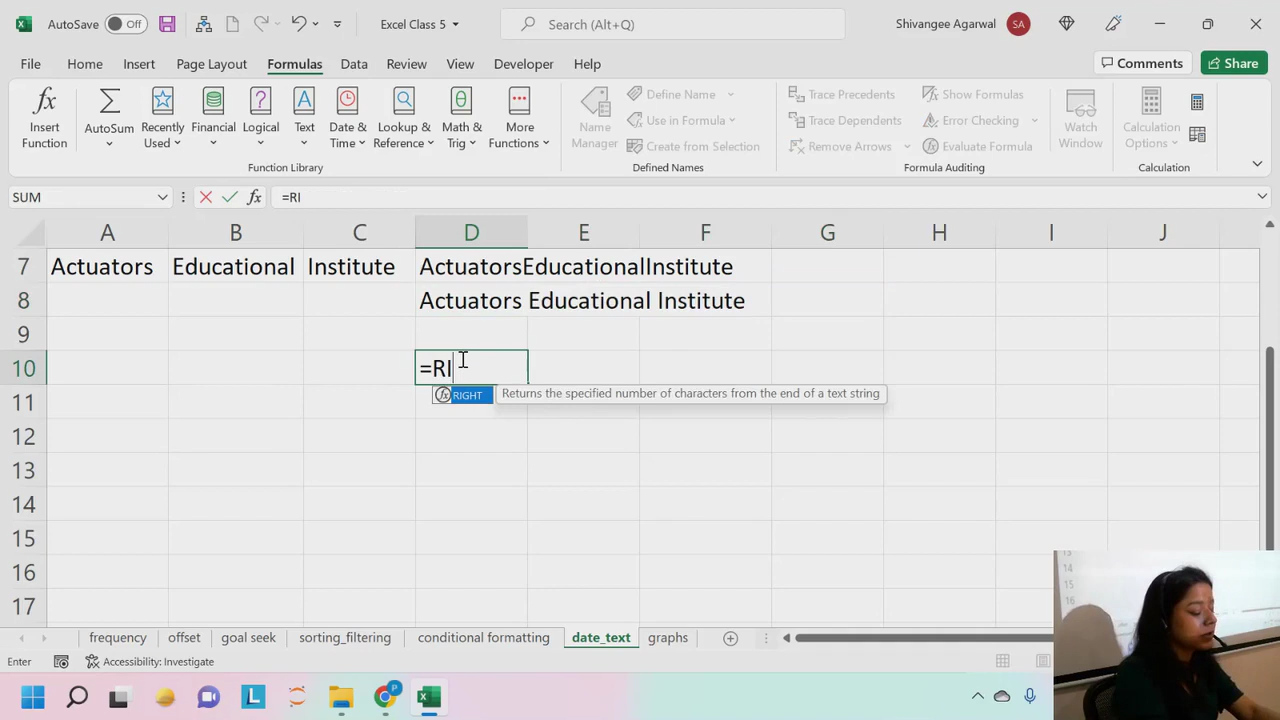 AutoSave Off Excel Class 5 Search (Alt+Q) Shivangee Agarwal SA
File Home Insert Page Layout Formulas Data Review View Developer Help Comments Share
Insert Function
AutoSum
Recently Used
Financial
Logical
Text
Date & Time
Lookup & Reference
Math & Trig
More Functions
Function Library
Name Manager
Define Name
Use in Formula
Create from Selection
Defined Names
Trace Precedents
Trace Dependents
Remove Arrows
Show Formulas
Error Checking
Evaluate Formula
Formula Auditing
Watch Window
Calculation Options
Calculation
SUM fx =RI
A B C D E F G H I J
7 Actuators Educational Institute ActuatorsEducationalInstitute
8 Actuators Educational Institute
9
10 =RI
RIGHT Returns the specified number of characters from the end of a text string
11
12
13
14
15
16
17
frequency offset goal seek sorting_filtering conditional formatting date_text graphs
Enter Accessibility: Investigate
14
15
16